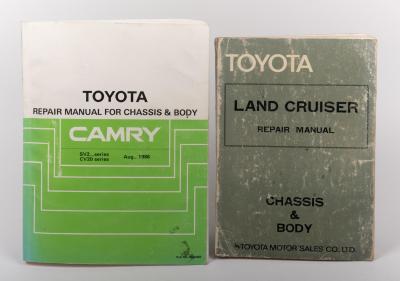 TOYOTA
REPAIR MANUAL FOR CHASSIS & BODY
CAMRY
SV2_ series
CV20 series
Aug., 1986
TOYOTA
LAND CRUISER
REPAIR MANUAL
CHASSIS
&
BODY
TOYOTA MOTOR SALES CO., LTD.